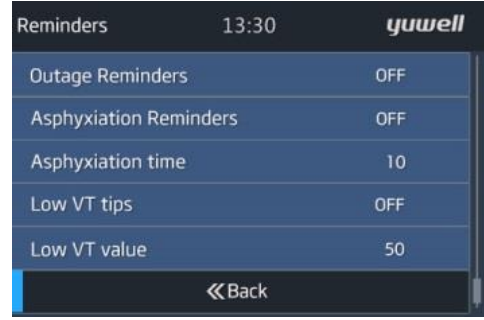 Reminders 13:30 yuwell
Outage Reminders OFF
Asphyxiation Reminders OFF
Asphyxiation time 10
Low VT tips OFF
Low VT value 50
≪Back